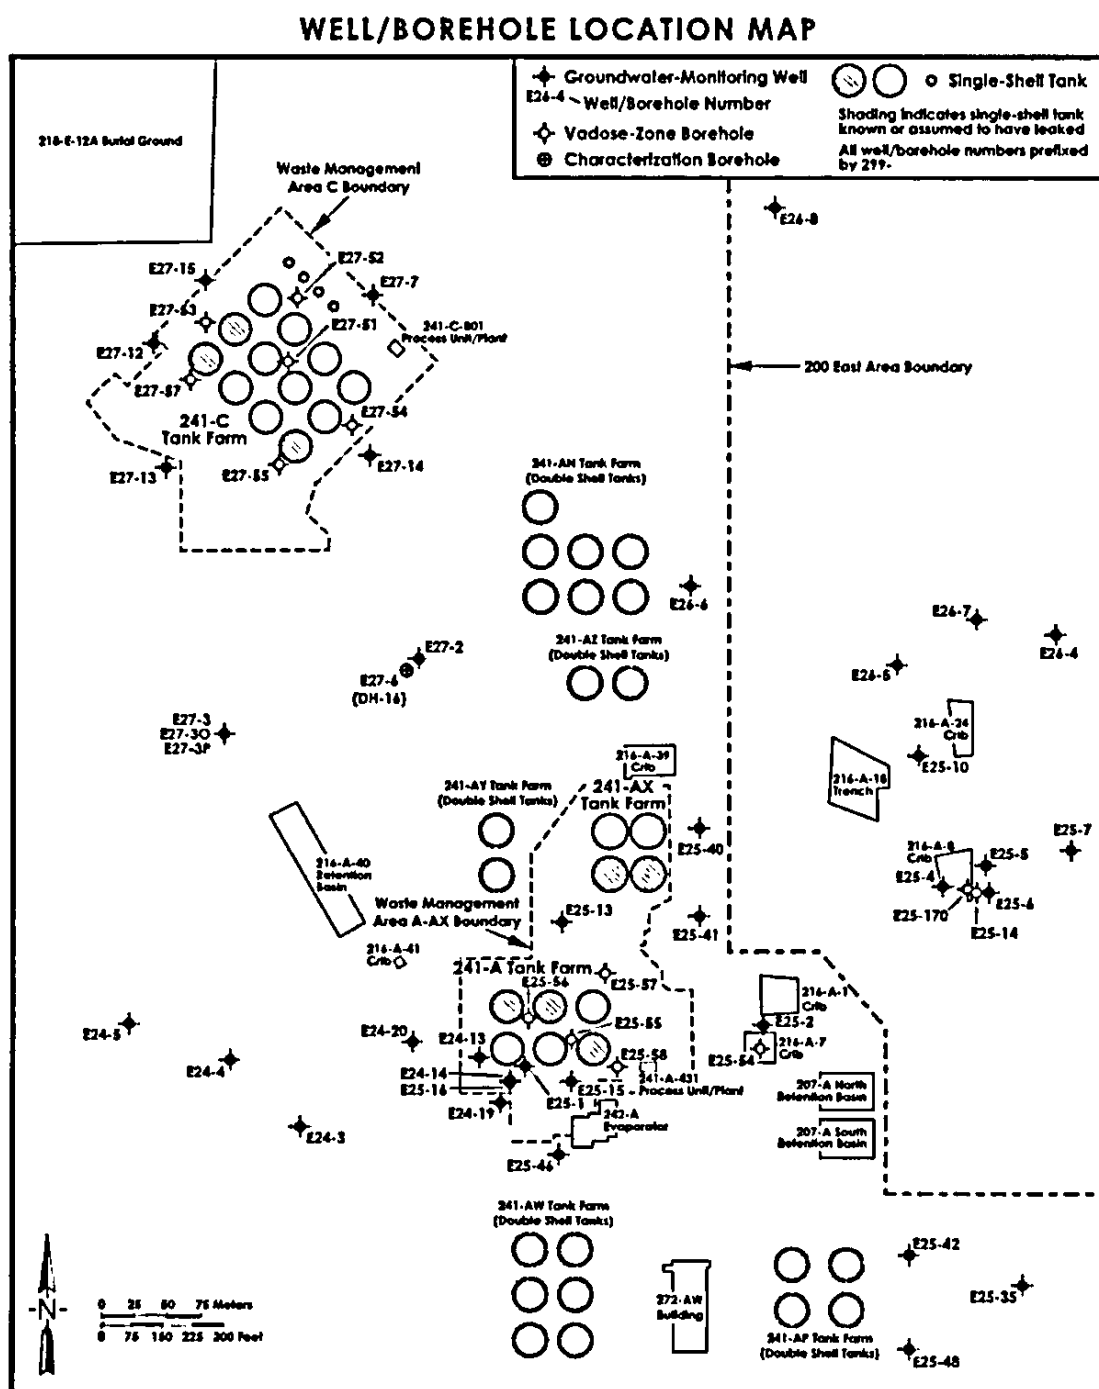 WELL/BOREHOLE LOCATION MAP
Groundwater-Monitoring Well
E26-4
Well/Borehole Number
Vadose-Zone Borehole
Characterization Borehole
Single-Shell Tank
Shading indicates single-shell tank
known or assumed to have leaked
All well/borehole numbers prefixed
by 299-
218-E-12A Burial Ground
Waste Management
Area C Boundary
E26-8
E27-15
E27-52
E27-7
E27-53
E27-51
241-C-801
Process Unit/Plant
E27-12
E27-57
200 East Area Boundary
241-C
Tank Farm
E27-54
E27-13
E27-55
E27-14
241-AN Tank Farm
(Double Shell Tanks)
E26-6
E26-7
E26-4
E26-5
241-AZ Tank Farm
(Double Shell Tanks)
E27-2
E27-6
(DH-16)
E27-3
E27-3O
E27-3P
216-A-24
Crib
E25-10
216-A-39
Crib
216-A-18
Trench
241-AY Tank Farm
(Double Shell Tanks)
241-AX
Tank Farm
E25-40
E25-7
216-A-40
Retention
Basin
216-A-8
Crib
E25-5
E25-4
E25-6
E25-170
E25-14
Waste Management
Area A-AX Boundary
E25-13
E25-41
216-A-41
Crib
241-A Tank Farm
E25-56
E25-57
216-A-1
Crib
E25-2
E24-5
E24-20
E24-13
E25-55
E25-54
216-A-7
Crib
E24-4
E24-14
E25-16
E25-58
241-A-431
Process Unit/Plant
E25-15
E25-1
E24-19
207-A North
Retention Basin
242-A
Evaporator
E24-3
207-A South
Retention Basin
E25-46
241-AW Tank Farm
(Double Shell Tanks)
E25-42
272-AW
Building
E25-35
241-AP Tank Farm
(Double Shell Tanks)
E25-48
N
0 25 50 75 Meters
0 75 150 225 300 Feet